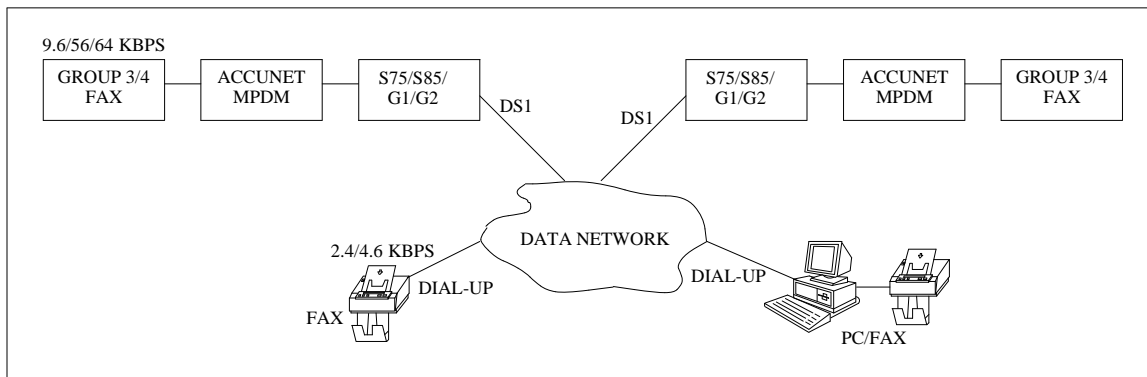 9.6/56/64 KBPS
GROUP 3/4
FAX
ACCUNET
MPDM
S75/S85/
G1/G2
DS1
S75/S85/
G1/G2
ACCUNET
MPDM
GROUP 3/4
FAX
DS1
DATA NETWORK
2.4/4.6 KBPS
DIAL-UP
FAX
DIAL-UP
PC/FAX